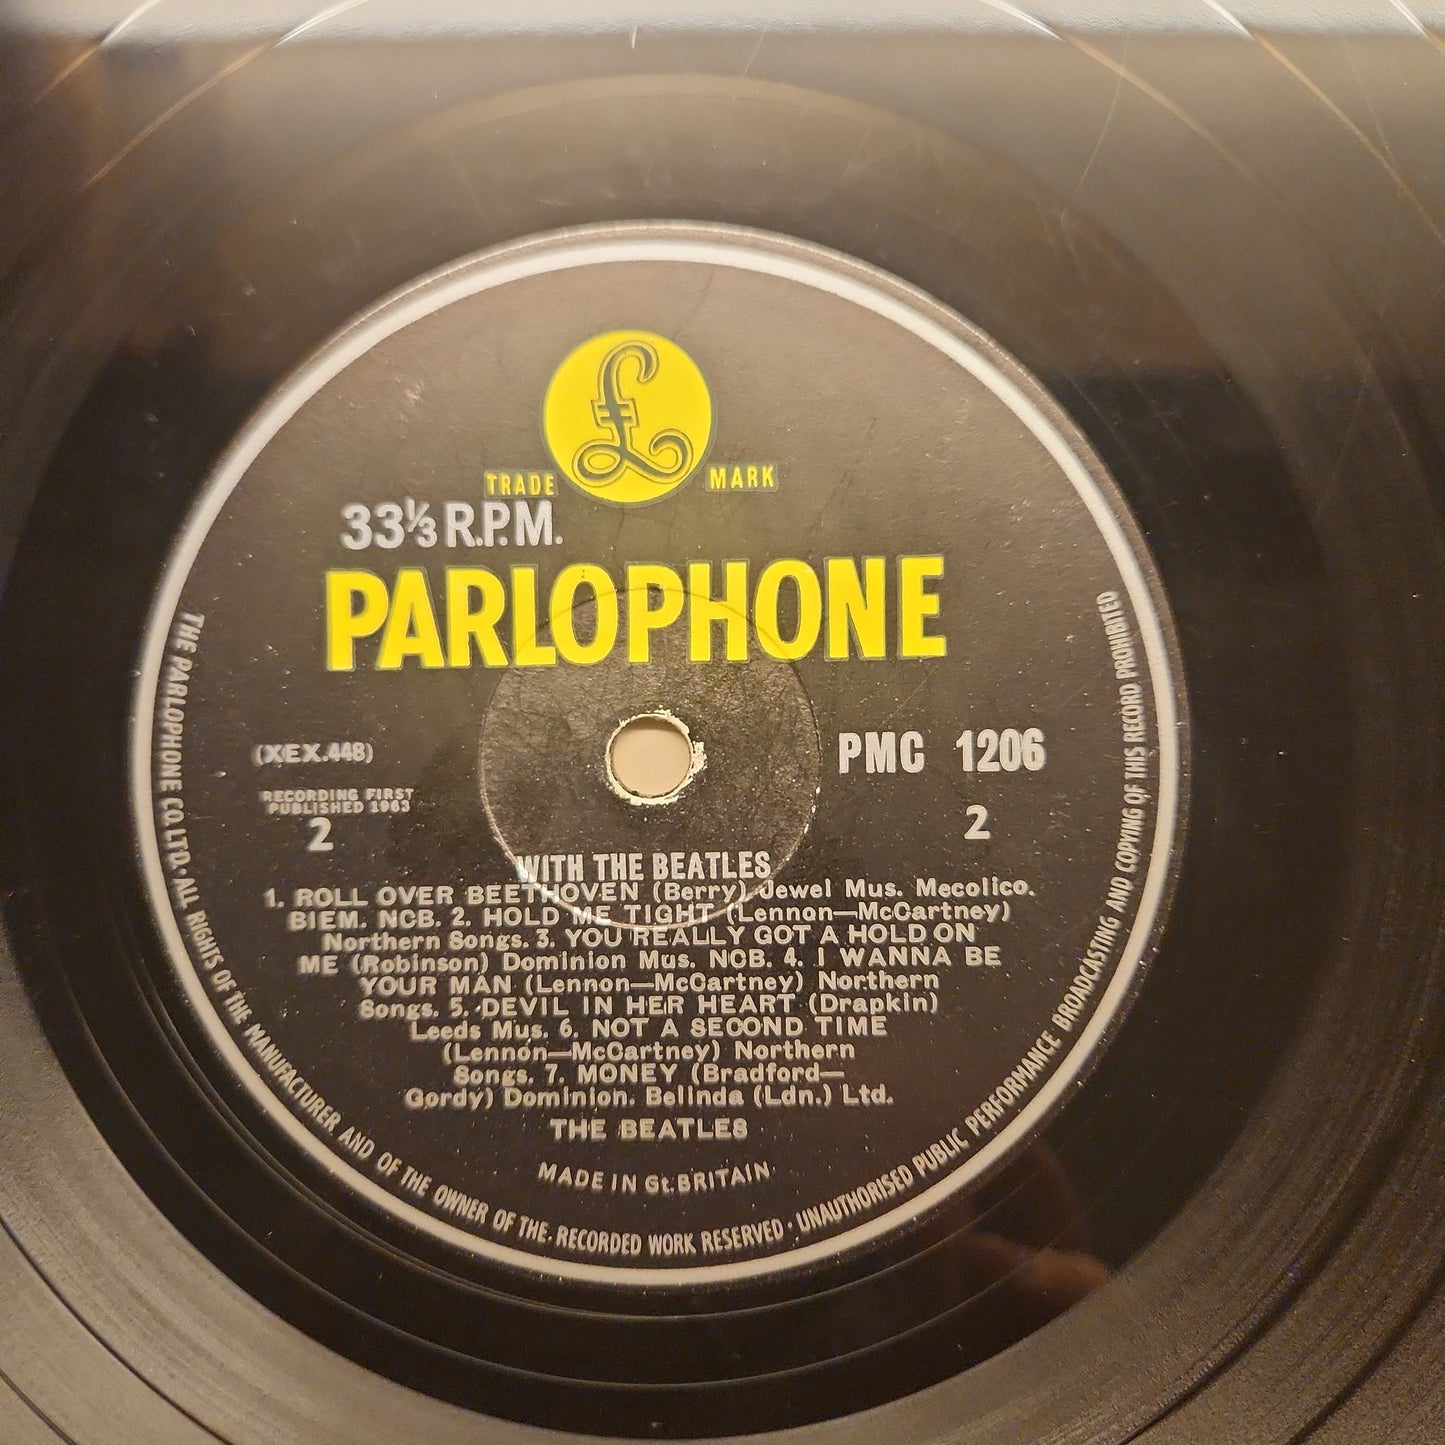 TRADE MARK
33⅓ R.P.M.
PARLOPHONE
(XEX.448)
PMC 1206
RECORDING FIRST
PUBLISHED 1963
2
2
WITH THE BEATLES
1. ROLL OVER BEETHOVEN (Berry) Jewel Mus. Mecolico.
BIEM. NCB. 2. HOLD ME TIGHT (Lennon—McCartney)
Northern Songs. 3. YOU REALLY GOT A HOLD ON
ME (Robinson) Dominion Mus. NCB. 4. I WANNA BE
YOUR MAN (Lennon—McCartney) Northern
Songs. 5. DEVIL IN HER HEART (Drapkin)
Leeds Mus. 6. NOT A SECOND TIME
(Lennon—McCartney) Northern
Songs. 7. MONEY (Bradford—
Gordy) Dominion. Belinda (Ldn.) Ltd.
THE BEATLES
MADE IN Gt. BRITAIN
THE PARLOPHONE CO. LTD. · ALL RIGHTS OF THE MANUFACTURER AND OF THE OWNER OF THE RECORDED WORK RESERVED · UNAUTHORISED PUBLIC PERFORMANCE BROADCASTING AND COPYING OF THIS RECORD PROHIBITED